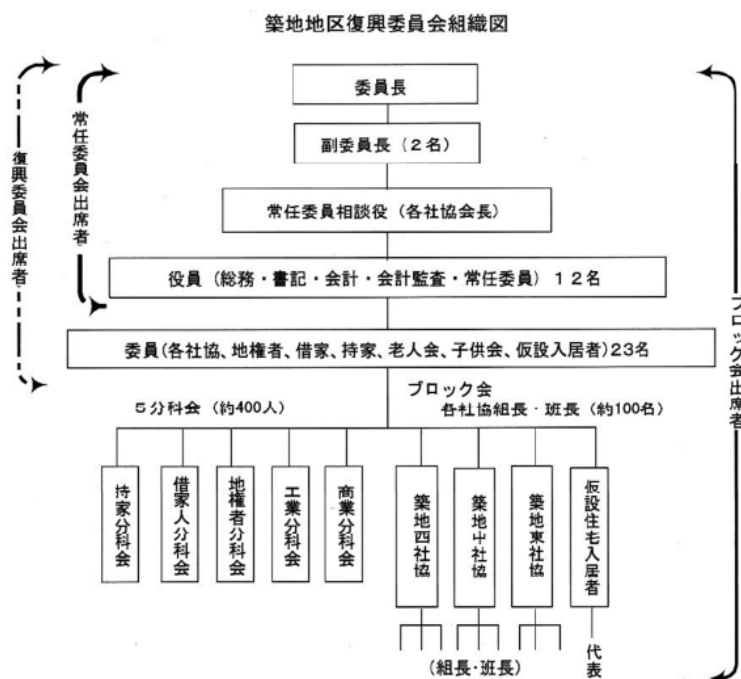 築地地区復興委員会組織図
委員長
副委員長(２名)
常任委員相談役(各社協会長)
役員(総務・書記・会計・会計監査・常任委員)１２名
委員(各社協、地権者、借家、持家、老人会、子供会、仮設入居者)23名
復興委員会出席者
常任委員会出席者
ブロック会出席者
ブロック会
５分科会(約400人)
各社協組長・班長(約100名)
持家分科会
借家人分科会
地権者分科会
工業分科会
商業分科会
築地西社協
築地中社協
築地東社協
仮設住宅入居者
(組長・班長)
代表